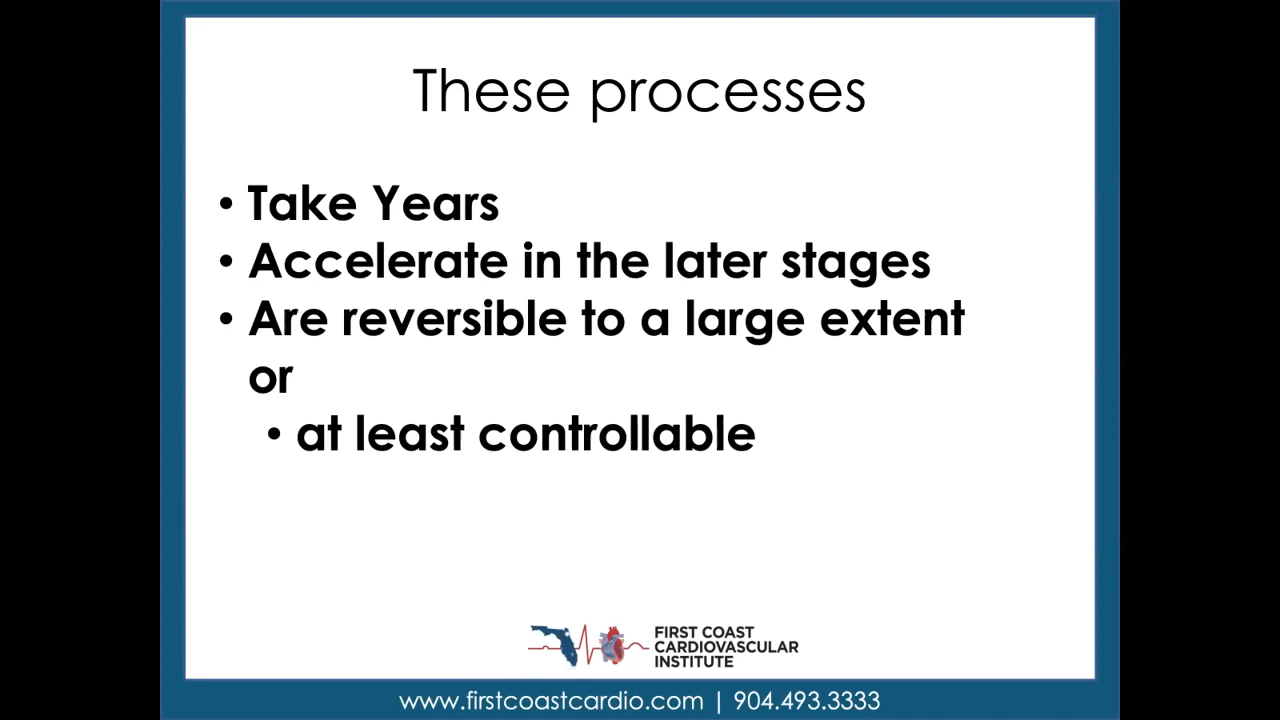 These processes
• Take Years
• Accelerate in the later stages
• Are reversible to a large extent
or
• at least controllable
FIRST COAST
CARDIOVASCULAR
INSTITUTE
www.firstcoastcardio.com | 904.493.3333